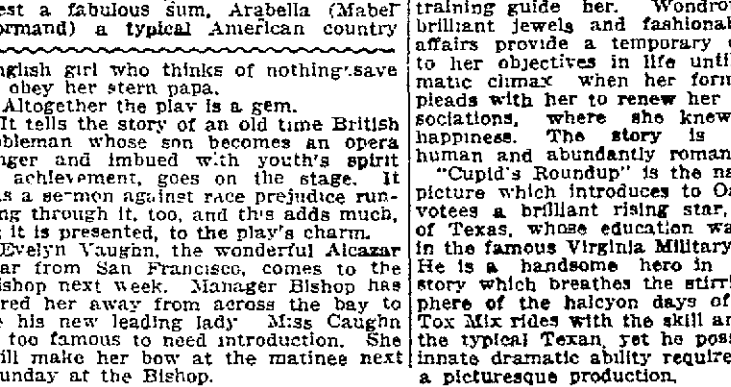 est a fabulous sum, Arabella (Mabel
ormand) a typical American country
nglish girl who thinks of nothing save
obey her stern papa.
Altogether the play is a gem.
It tells the story of an old time British
obleman whose son becomes an opera
nger and imbued with youth's spirit
achievement, goes on the stage. It
s a sermon against race prejudice run-
ng through it, too, and this adds much,
it is presented, to the play's charm.
Evelyn Vaughn, the wonderful Alcazar
ar from San Francisco, comes to the
ishop next week. Manager Bishop has
red her away from across the bay to
his new leading lady Miss Caughn
too famous to need introduction. She
ill make her bow at the matinee next
unday at the Bishop.
training guide her. Wondro
brilliant jewels and fashional
affairs provide a temporary
to her objectives in life unti
matic climax when her form
pleads with her to renew her
sociations, where she knew
happiness. The story is
human and abundantly roman
"Cupid's Roundup" is the na
picture which introduces to Oa
votees a brilliant rising star,
of Texas, whose education wa
in the famous Virginia Military
He is a handsome hero in
story which breathes the stirr
phere of the halcyon days of
Tox Mix rides with the skill an
the typical Texan, yet he pos
innate dramatic ability require
a picturesque production.